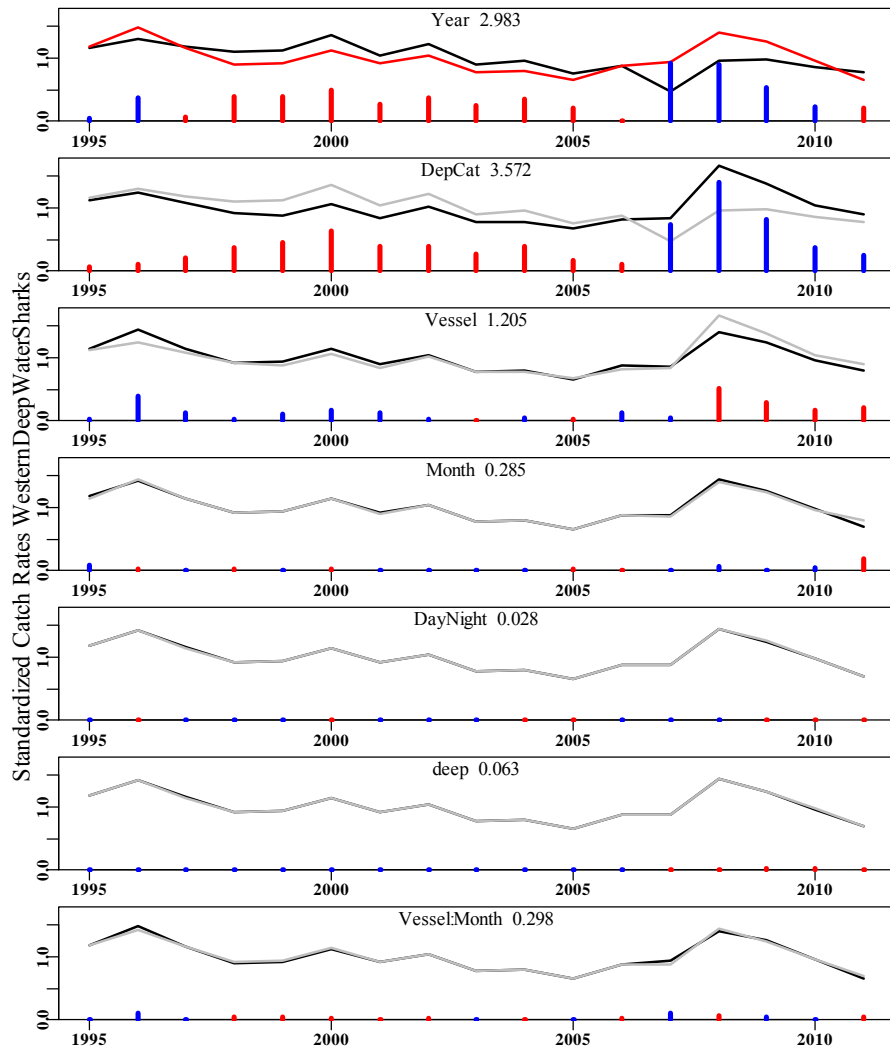 Standardized Catch Rates WesternDeepWaterSharks
Year 2.983
0.0 1.0
1995 2000 2005 2010
DepCat 3.572
0.0 1.0
1995 2000 2005 2010
Vessel 1.205
0.0 1.0
1995 2000 2005 2010
Month 0.285
0.0 1.0
1995 2000 2005 2010
DayNight 0.028
0.0 1.0
1995 2000 2005 2010
deep 0.063
0.0 1.0
1995 2000 2005 2010
Vessel:Month 0.298
0.0 1.0
1995 2000 2005 2010